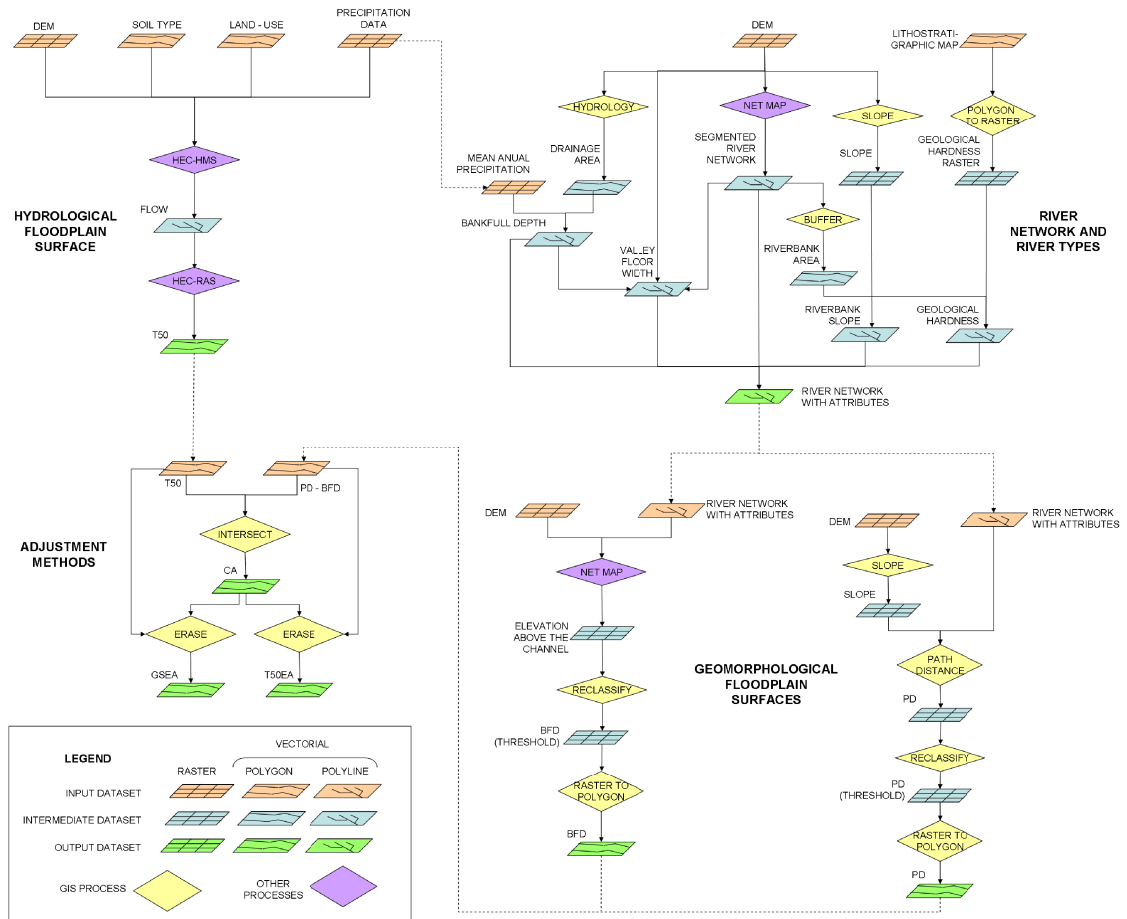 DEM
SOIL TYPE
LAND - USE
PRECIPITATION
DATA
HEC-HMS
FLOW
HYDROLOGICAL
FLOODPLAIN
SURFACE
HEC-RAS
T50
DEM
LITHOSTRATI-
GRAPHIC MAP
HYDROLOGY
NET MAP
SLOPE
POLYGON
TO RASTER
MEAN ANUAL
PRECIPITATION
DRAINAGE
AREA
SEGMENTED
RIVER
NETWORK
SLOPE
GEOLOGICAL
HARDNESS
RASTER
BANKFULL DEPTH
BUFFER
RIVER
NETWORK AND
RIVER TYPES
VALLEY
FLOOR
WIDTH
RIVERBANK
AREA
RIVERBANK
SLOPE
GEOLOGICAL
HARDNESS
RIVER NETWORK
WITH ATTRIBUTES
T50
PD - BFD
INTERSECT
ADJUSTMENT
METHODS
CA
ERASE
ERASE
GSEA
T50EA
DEM
RIVER NETWORK
WITH ATTRIBUTES
NET MAP
ELEVATION
ABOVE THE
CHANNEL
RECLASSIFY
BFD
(THRESHOLD)
RASTER TO
POLYGON
BFD
GEOMORPHOLOGICAL
FLOODPLAIN
SURFACES
DEM
RIVER NETWORK
WITH ATTRIBUTES
SLOPE
SLOPE
PATH
DISTANCE
PD
RECLASSIFY
PD
(THRESHOLD)
RASTER TO
POLYGON
PD
LEGEND
VECTORIAL
RASTER
POLYGON
POLYLINE
INPUT DATASET
INTERMEDIATE DATASET
OUTPUT DATASET
GIS PROCESS
OTHER
PROCESSES